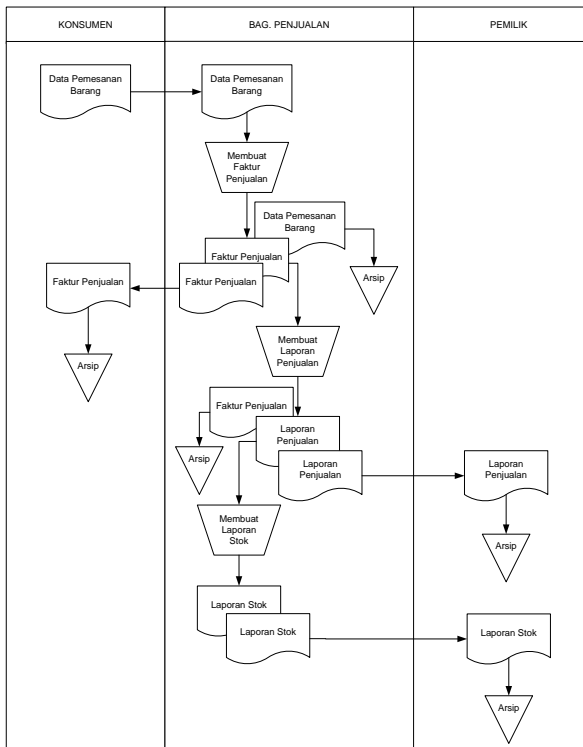 KONSUMEN
BAG. PENJUALAN
PEMILIK
Data Pemesanan
Barang
Data Pemesanan
Barang
Membuat
Faktur
Penjualan
Data Pemesanan
Barang
Faktur Penjualan
Faktur Penjualan
Faktur Penjualan
Arsip
Arsip
Membuat
Laporan
Penjualan
Faktur Penjualan
Laporan
Penjualan
Arsip
Laporan
Penjualan
Laporan
Penjualan
Membuat
Laporan
Stok
Arsip
Laporan Stok
Laporan Stok
Laporan Stok
Arsip